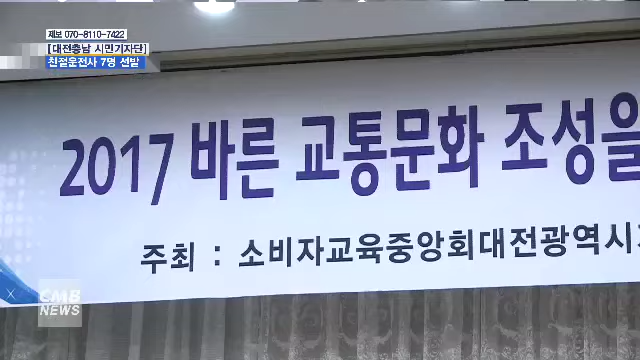 제보 070-8110-7422
[대전충남 시민기자단]
친절운전사 7명 선발
2017 바른 교통문화 조성을
주최 : 소비자교육중앙회대전광역시
CMB
NEWS